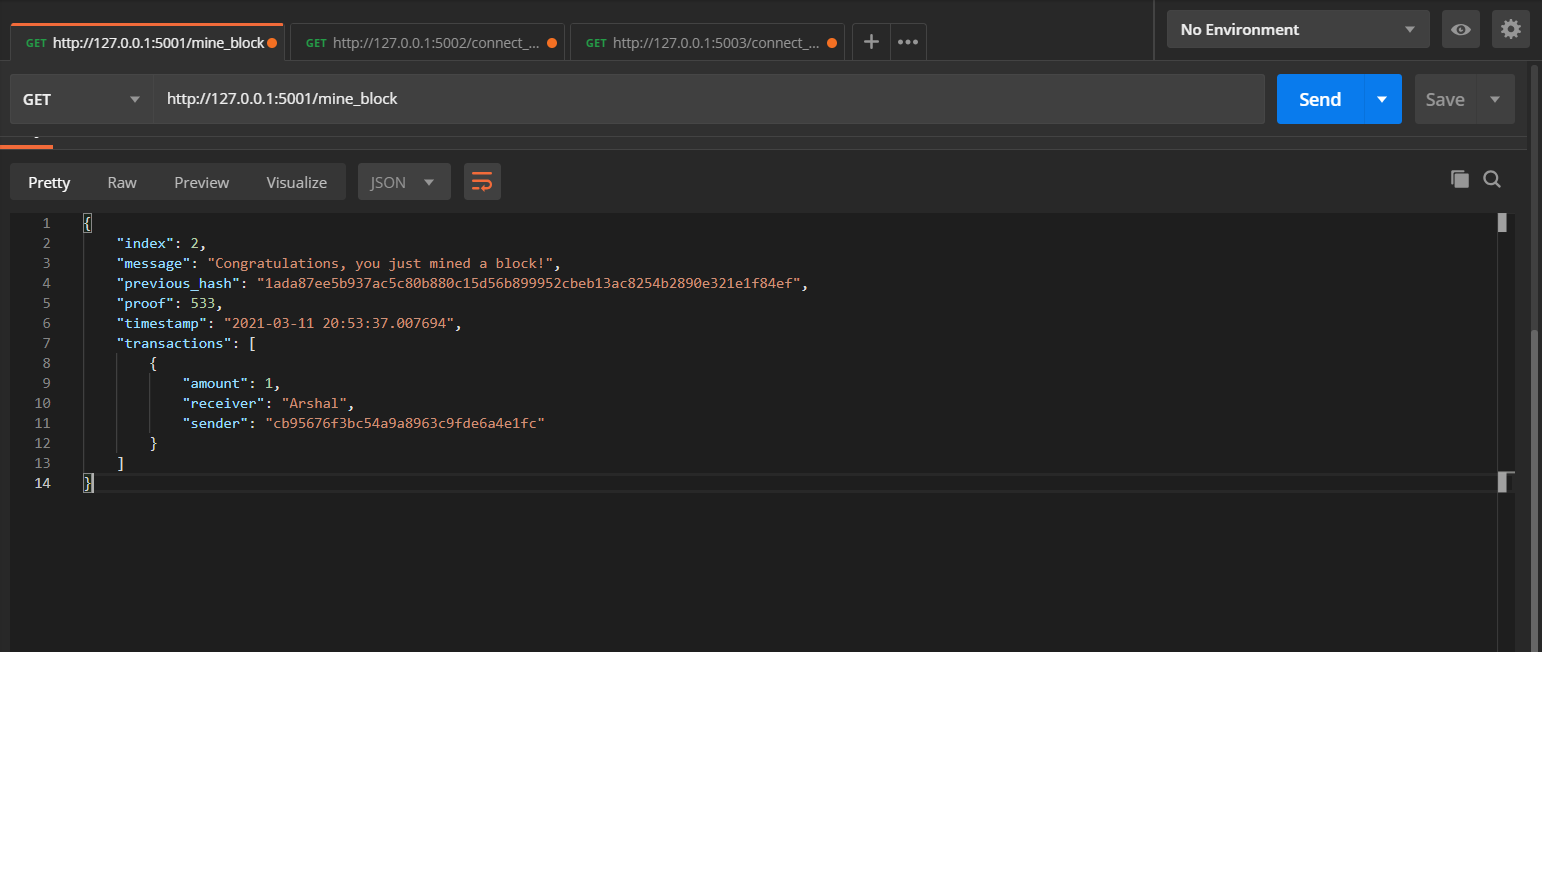 GET http://127.0.0.1:5001/mine_block GET http://127.0.0.1:5002/connect_... GET http://127.0.0.1:5003/connect_... + ••• No Environment
GET http://127.0.0.1:5001/mine_block Send Save
Pretty Raw Preview Visualize JSON
1 {
2 "index": 2,
3 "message": "Congratulations, you just mined a block!",
4 "previous_hash": "1ada87ee5b937ac5c80b880c15d56b899952cbeb13ac8254b2890e321e1f84ef",
5 "proof": 533,
6 "timestamp": "2021-03-11 20:53:37.007694",
7 "transactions": [
8 {
9 "amount": 1,
10 "receiver": "Arshal",
11 "sender": "cb95676f3bc54a9a8963c9fde6a4e1fc"
12 }
13 ]
14 }